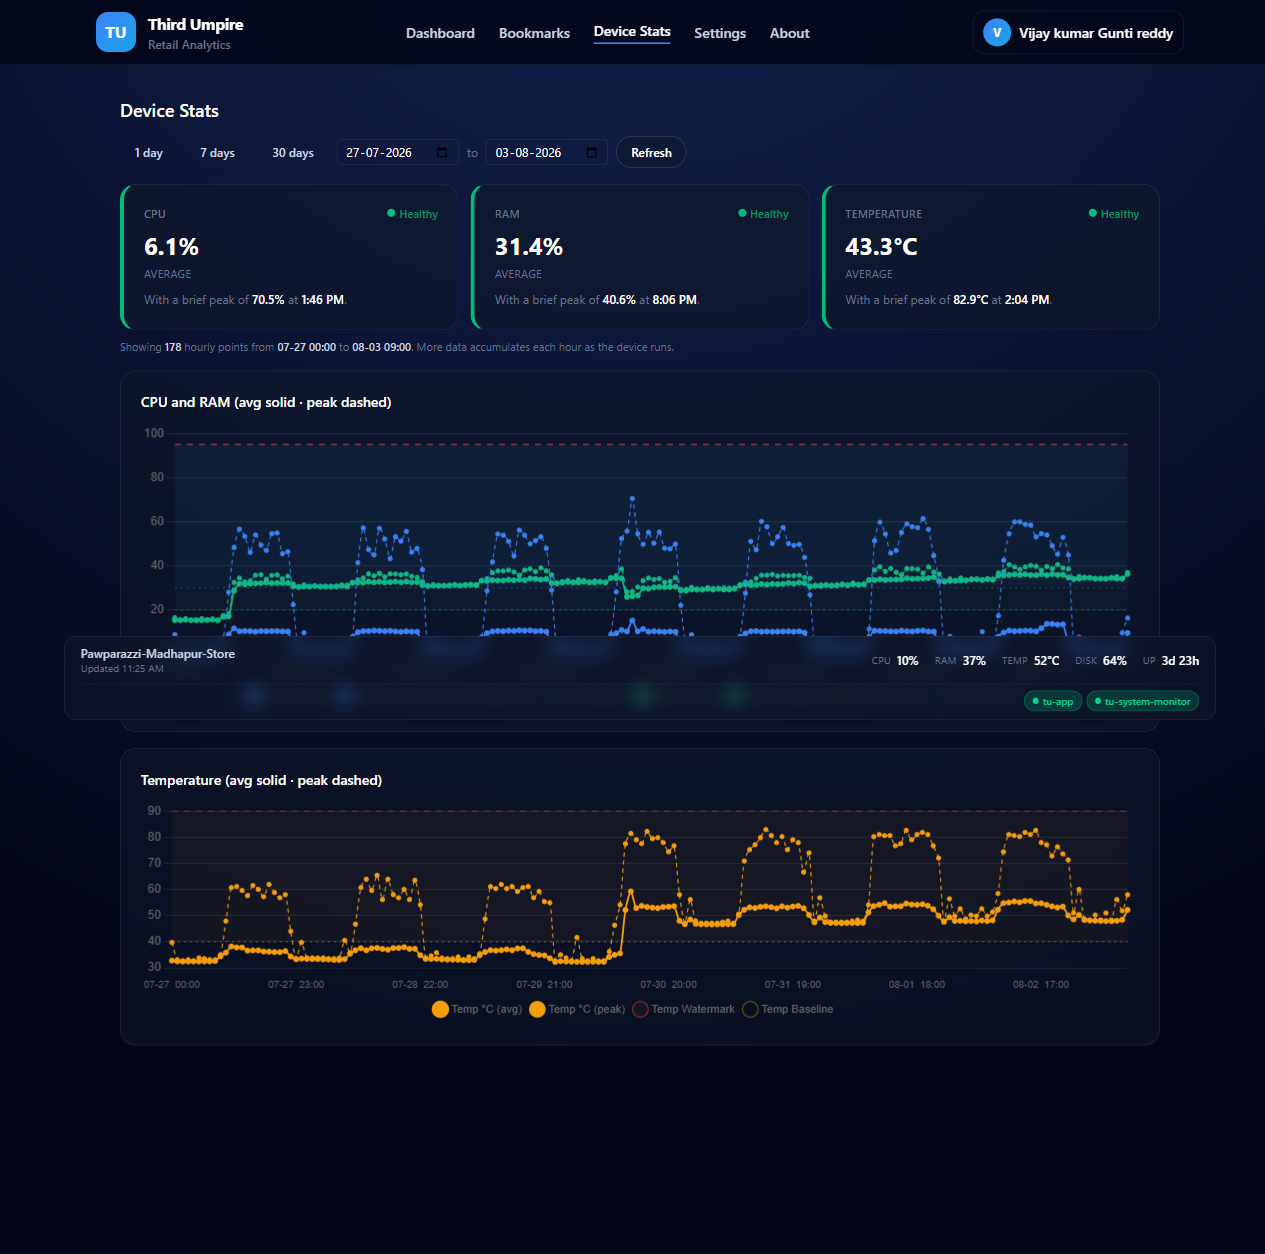 TU
Third Umpire
Retail Analytics
Dashboard
Bookmarks
Device Stats
Settings
About
V
Vijay kumar Gunti reddy
Device Stats
1 day
7 days
30 days
27-07-2026
to
03-08-2026
Refresh
CPU
Healthy
6.1%
AVERAGE
With a brief peak of 70.5% at 1:46 PM.
RAM
Healthy
31.4%
AVERAGE
With a brief peak of 40.6% at 8:06 PM.
TEMPERATURE
Healthy
43.3°C
AVERAGE
With a brief peak of 82.9°C at 2:04 PM.
Showing 178 hourly points from 07-27 00:00 to 08-03 09:00. More data accumulates each hour as the device runs.
CPU and RAM (avg solid · peak dashed)
100
80
60
40
20
Pawparazzi-Madhapur-Store
Updated 11:25 AM
CPU 10%
RAM 37%
TEMP 52°C
DISK 64%
UP 3d 23h
tu-app
tu-system-monitor
Temperature (avg solid · peak dashed)
90
80
70
60
50
40
30
07-27 00:00
07-27 23:00
07-28 22:00
07-29 21:00
07-30 20:00
07-31 19:00
08-01 18:00
08-02 17:00
Temp °C (avg)
Temp °C (peak)
Temp Watermark
Temp Baseline